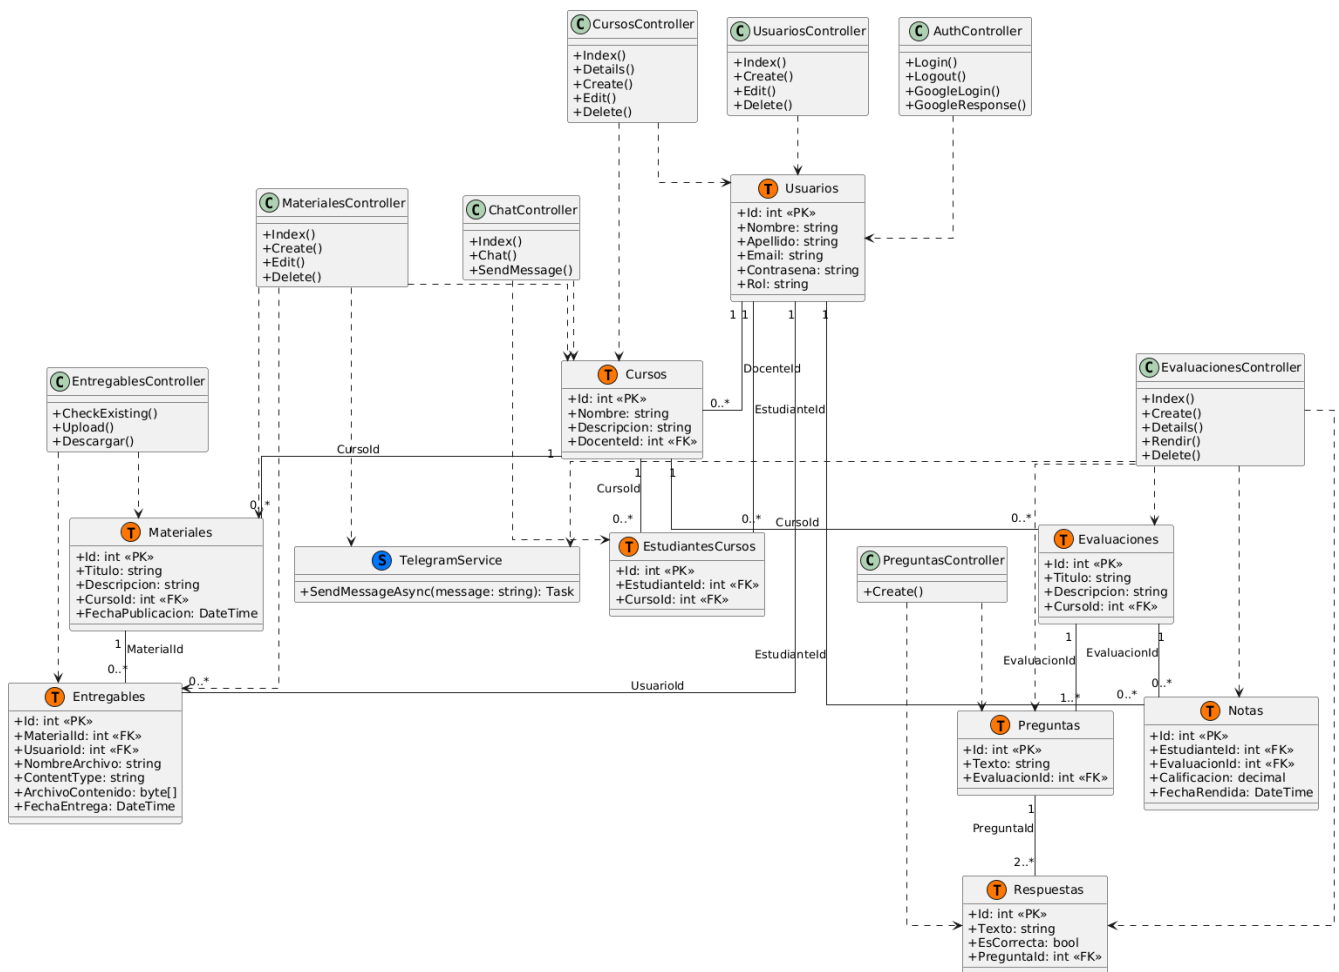 C CursosController
+Index()
+Details()
+Create()
+Edit()
+Delete()
C UsuariosController
+Index()
+Create()
+Edit()
+Delete()
C AuthController
+Login()
+Logout()
+GoogleLogin()
+GoogleResponse()
C MaterialesController
+Index()
+Create()
+Edit()
+Delete()
C ChatController
+Index()
+Chat()
+SendMessage()
T Usuarios
+Id: int «PK»
+Nombre: string
+Apellido: string
+Email: string
+Contrasena: string
+Rol: string
1
1
1
1
DocenteId
EstudianteId
C EntregablesController
+CheckExisting()
+Upload()
+Descargar()
T Cursos
+Id: int «PK»
+Nombre: string
+Descripcion: string
+DocenteId: int «FK»
0..*
C EvaluacionesController
+Index()
+Create()
+Details()
+Rendir()
+Delete()
CursoId
1
1
1
CursoId
0..*
0..*
0..*
CursoId
0..*
T Materiales
+Id: int «PK»
+Titulo: string
+Descripcion: string
+CursoId: int «FK»
+FechaPublicacion: DateTime
S TelegramService
+SendMessageAsync(message: string): Task
T EstudiantesCursos
+Id: int «PK»
+EstudianteId: int «FK»
+CursoId: int «FK»
C PreguntasController
+Create()
T Evaluaciones
+Id: int «PK»
+Titulo: string
+Descripcion: string
+CursoId: int «FK»
1
MaterialId
0..*
EstudianteId
1
EvaluacionId
1..*
1
EvaluacionId
0..*
0..*
UsuarioId
0..*
T Entregables
+Id: int «PK»
+MaterialId: int «FK»
+UsuarioId: int «FK»
+NombreArchivo: string
+ContentType: string
+ArchivoContenido: byte[]
+FechaEntrega: DateTime
T Preguntas
+Id: int «PK»
+Texto: string
+EvaluacionId: int «FK»
T Notas
+Id: int «PK»
+EstudianteId: int «FK»
+EvaluacionId: int «FK»
+Calificacion: decimal
+FechaRendida: DateTime
1
PreguntaId
2..*
T Respuestas
+Id: int «PK»
+Texto: string
+EsCorrecta: bool
+PreguntaId: int «FK»